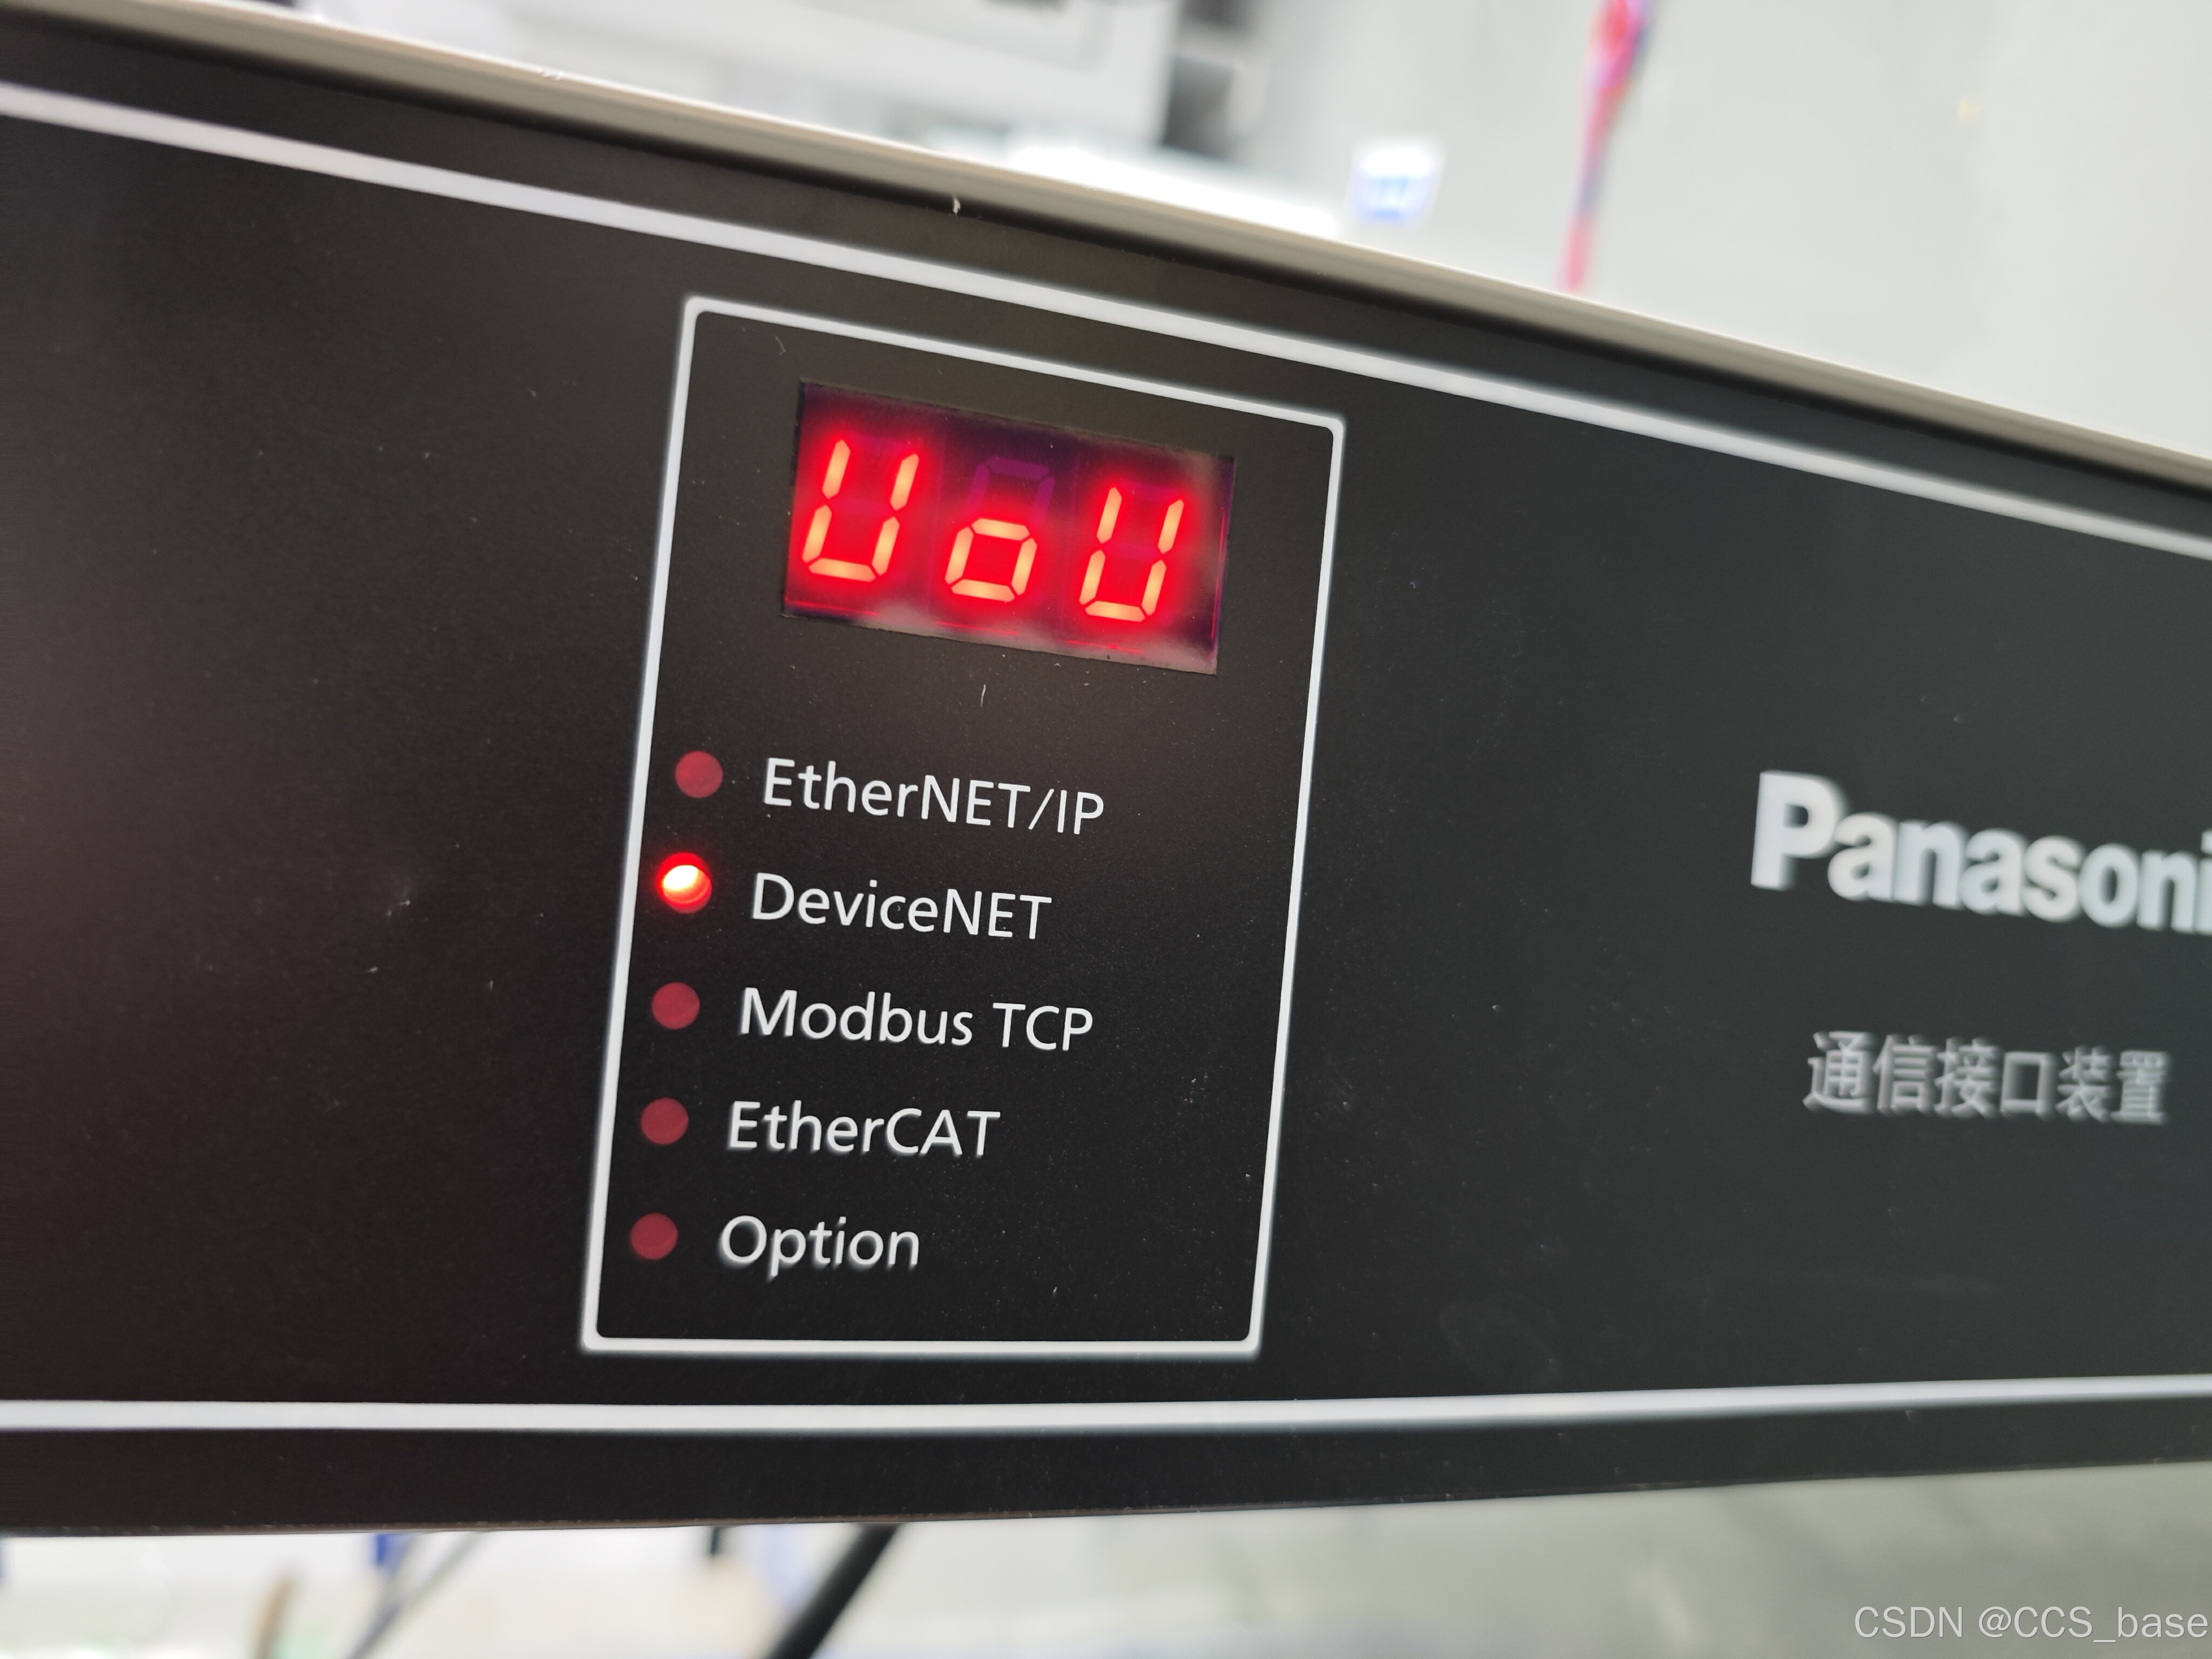 UoU
EtherNET/IP
DeviceNET
Modbus TCP
EtherCAT
Option
Panasoni
通信接口装置
CSDN @CCS_base